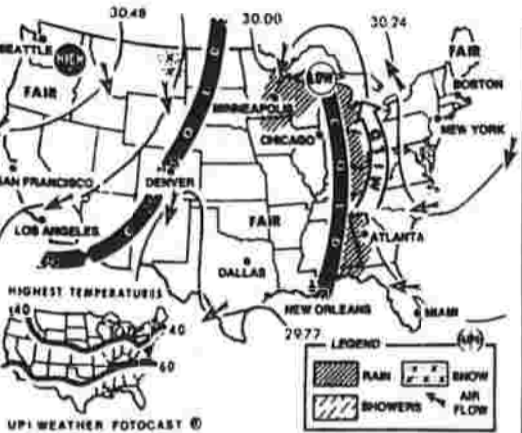 30.48
30.00
30.24
SEATTLE
HIGH
LOW
FAIR
FAIR
BOSTON
MINNEAPOLIS
NEW YORK
CHICAGO
COLD
COLD
MILD
SAN FRANCISCO
DENVER
LOS ANGELES
FAIR
ATLANTA
DALLAS
HIGHEST TEMPERATURES
NEW ORLEANS
MIAMI
29.77
40
40
60
LEGEND
UPI
RAIN
SNOW
SHOWERS
AIR
FLOW
UPI WEATHER FOTOCAST ©